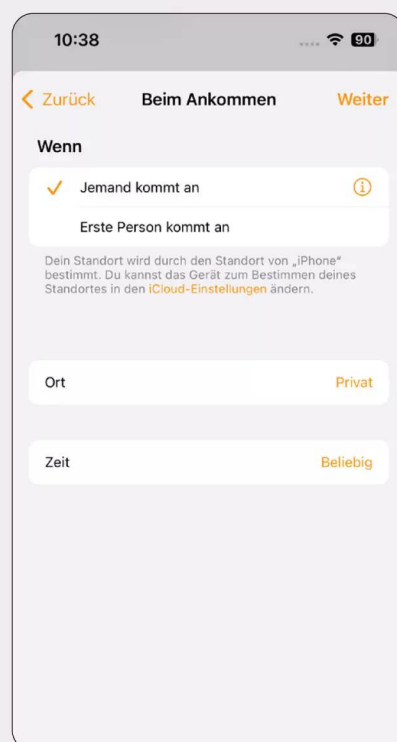 10:38 90
Zurück Beim Ankommen Weiter
Wenn
Jemand kommt an
Erste Person kommt an
Dein Standort wird durch den Standort von „iPhone“
bestimmt. Du kannst das Gerät zum Bestimmen deines
Standortes in den iCloud-Einstellungen ändern.
Ort Privat
Zeit Beliebig